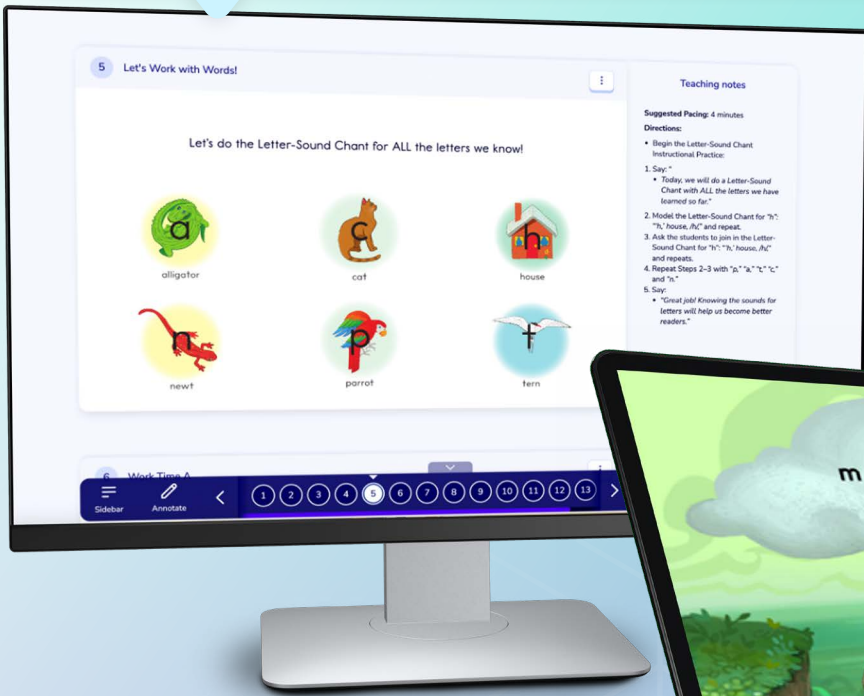 5 Let's Work with Words!
Let's do the Letter-Sound Chant for ALL the letters we know!
a
alligator
c
cat
h
house
n
newt
p
parrot
t
tern
Teaching notes
Suggested Pacing: 4 minutes
Directions:
• Begin the Letter-Sound Chant
Instructional Practice:
1. Say: "
• Today, we will do a Letter-Sound
Chant with ALL the letters we have
learned so far."
2. Model the Letter-Sound Chant for "h":
"'h,' house, /h/," and repeat.
3. Ask the students to join in the Letter-
Sound Chant for "h": "'h,' house, /h/,"
and repeats.
4. Repeat Steps 2–3 with "p," "a," "t," "c,"
and "n."
5. Say:
• "Great job! Knowing the sounds for
letters will help us become better
readers."
6 Work Time A
Sidebar
Annotate
1 2 3 4 5 6 7 8 9 10 11 12 13
m